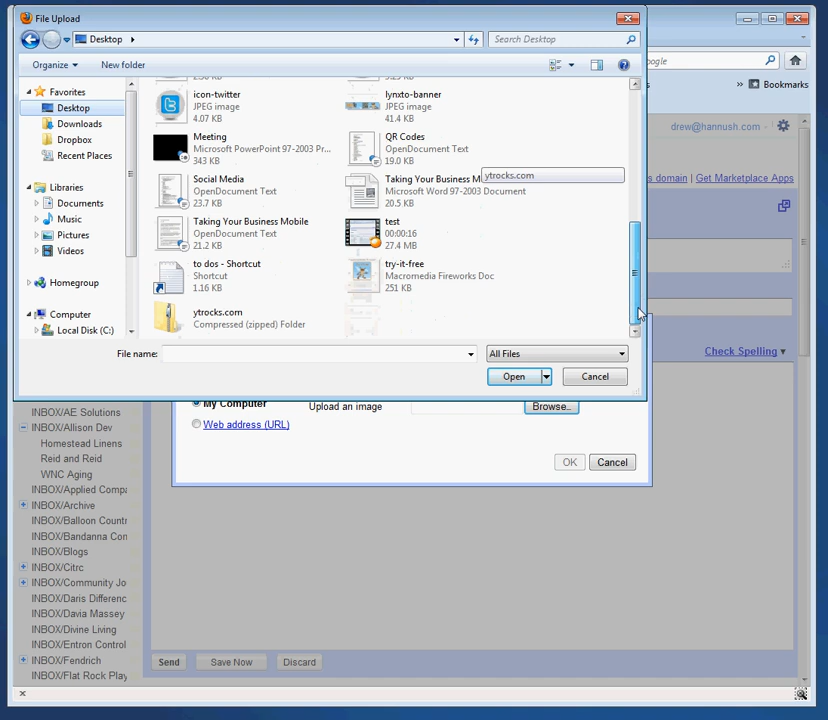 File Upload
Desktop
Search Desktop
Organize
New folder
Favorites
Desktop
Downloads
Dropbox
Recent Places
Libraries
Documents
Music
Pictures
Videos
Homegroup
Computer
Local Disk (C:)
icon-twitter
JPEG image
4.07 KB
lynxto-banner
JPEG image
41.4 KB
Meeting
Microsoft PowerPoint 97-2003 Pr...
343 KB
QR Codes
OpenDocument Text
19.0 KB
Social Media
OpenDocument Text
23.7 KB
Taking Your Business M
Microsoft Word 97-2003 Document
20.5 KB
ytrocks.com
Taking Your Business Mobile
OpenDocument Text
21.2 KB
test
00:00:16
27.4 MB
to dos - Shortcut
Shortcut
1.16 KB
try-it-free
Macromedia Fireworks Doc
251 KB
ytrocks.com
Compressed (zipped) Folder
File name:
All Files
Open
Cancel
ogle
» Bookmarks
drew@hannush.com
s domain | Get Marketplace Apps
Check Spelling
My Computer
Upload an image
Browse..
Web address (URL)
OK
Cancel
INBOX/AE Solutions
INBOX/Allison Dev
Homestead Linens
Reid and Reid
WNC Aging
INBOX/Applied Compa
INBOX/Archive
INBOX/Balloon Countr
INBOX/Bandanna Con
INBOX/Blogs
INBOX/Citrc
INBOX/Community Jo
INBOX/Daris Differenc
INBOX/Davia Massey
INBOX/Divine Living
INBOX/Entron Control
INBOX/Fendrich
INBOX/Flat Rock Play
Send
Save Now
Discard